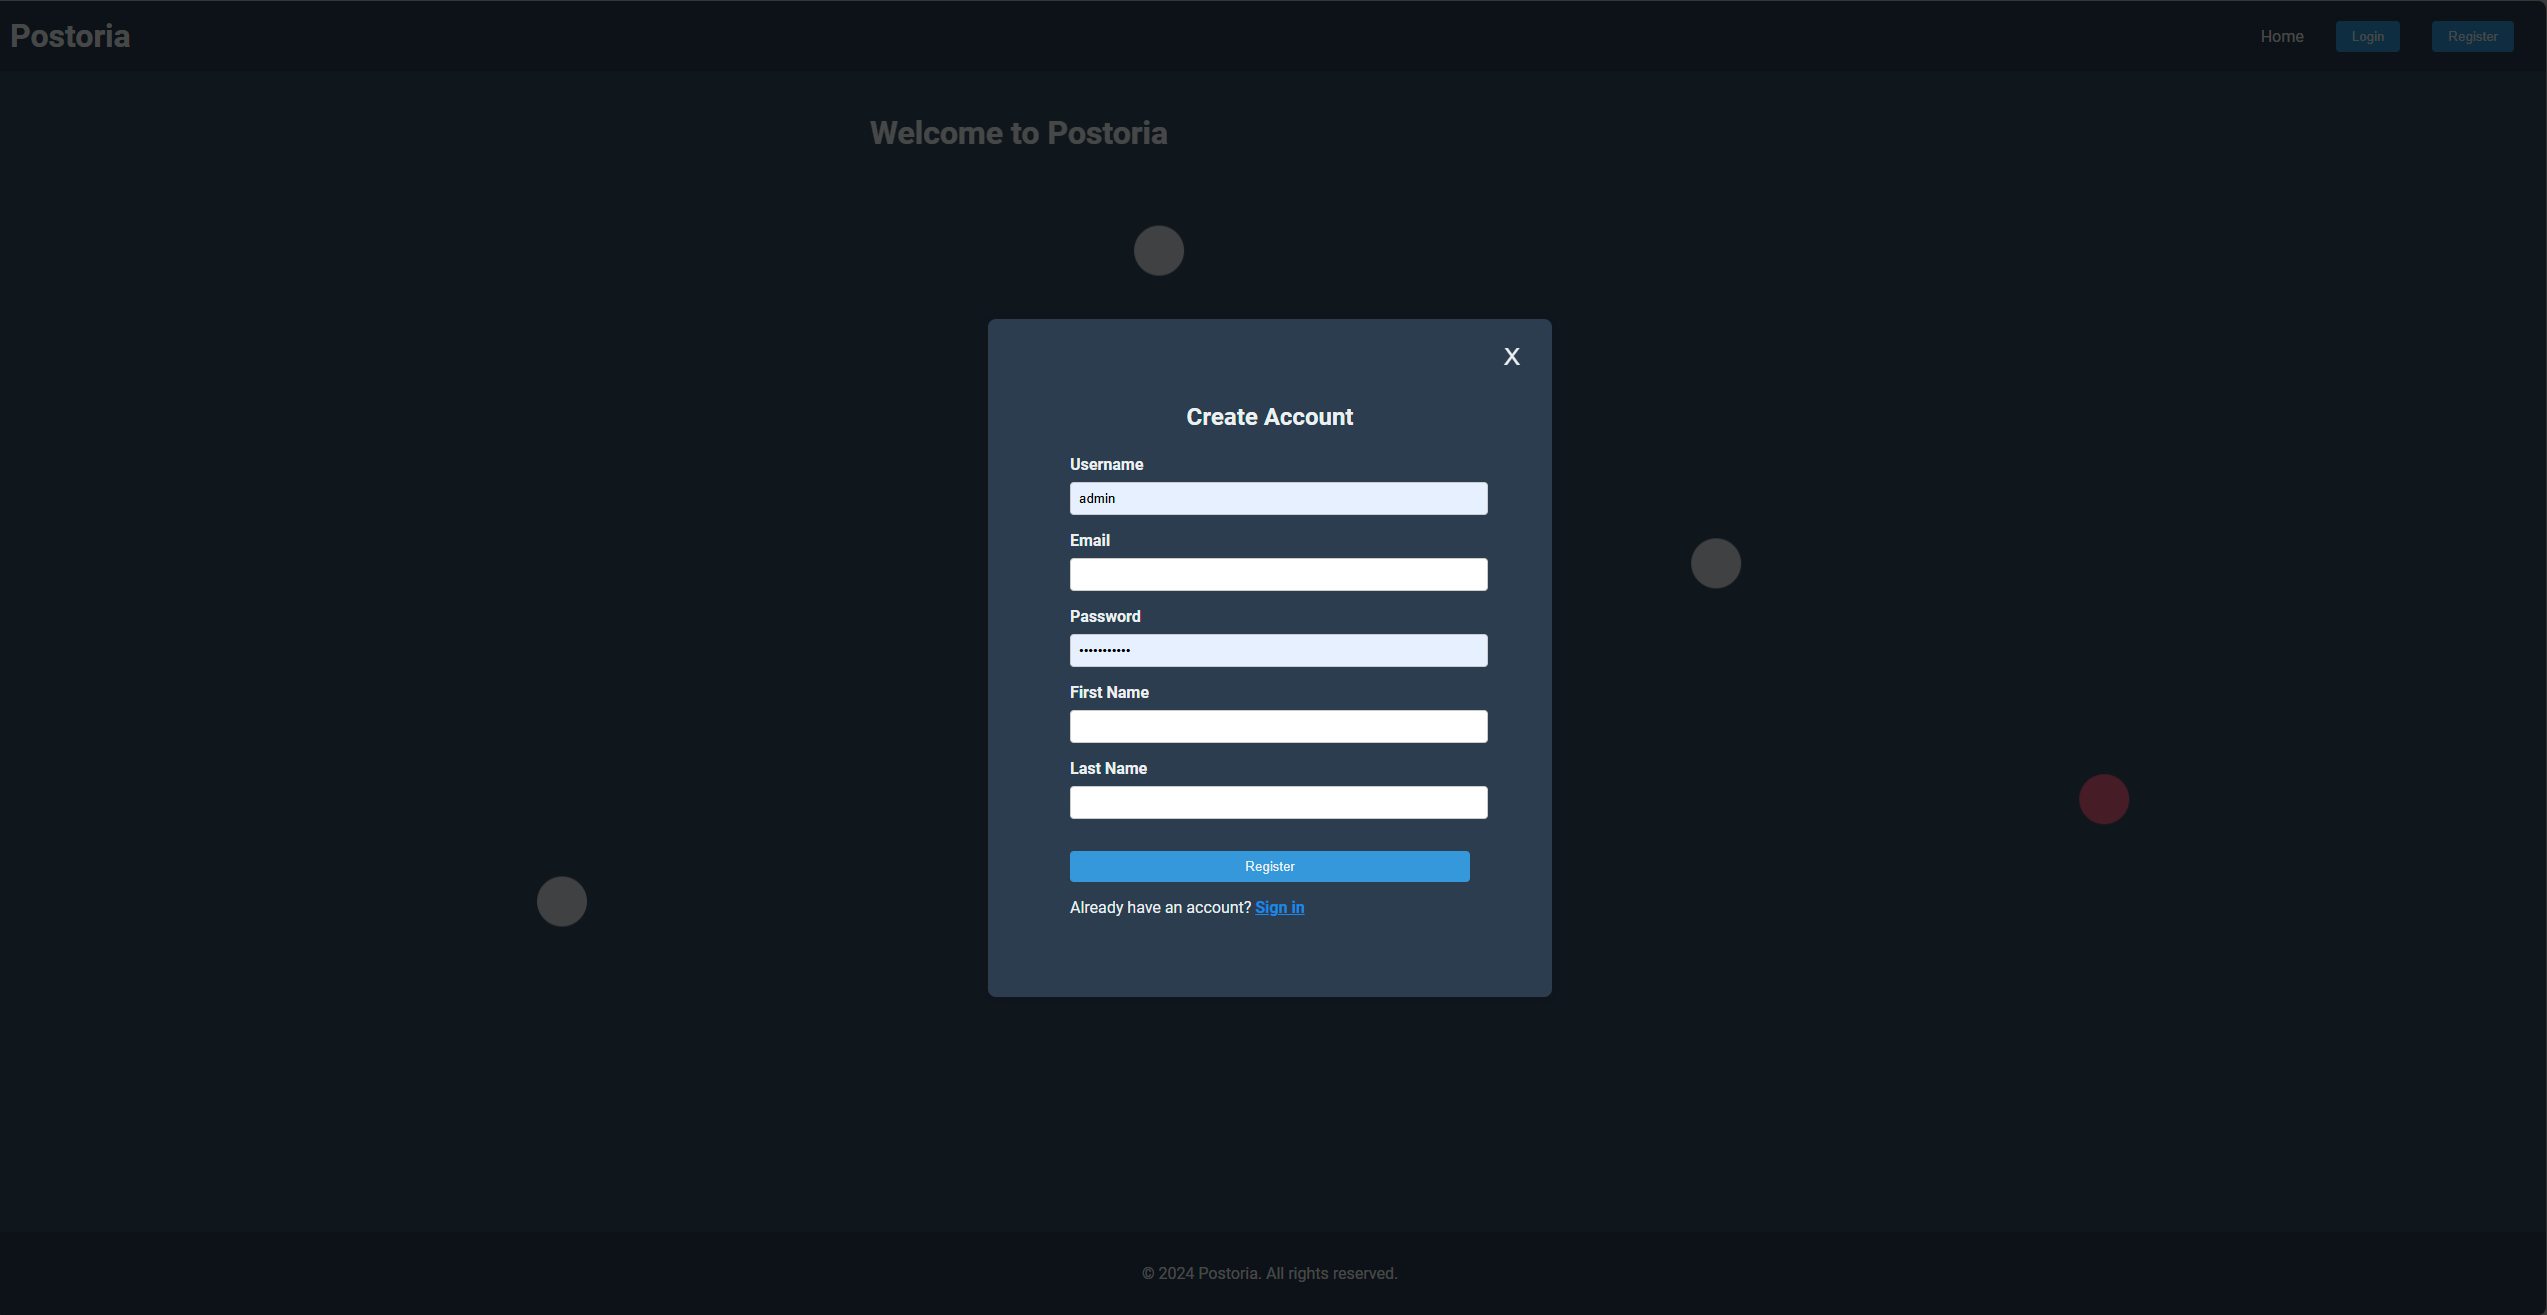 Postoria
Home
Login
Register
Welcome to Postoria
X
Create Account
Username
admin
Email
Password
•••••••••••
First Name
Last Name
Register
Already have an account? Sign in
© 2024 Postoria. All rights reserved.